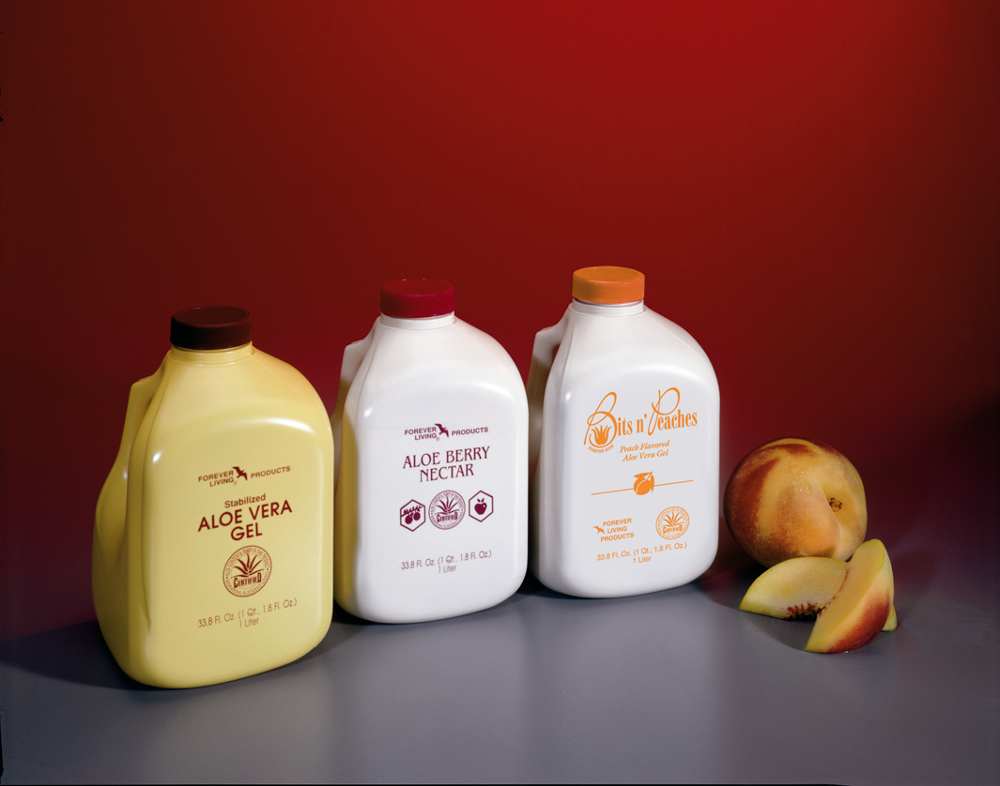 FOREVER
LIVING® PRODUCTS
Stabilized
ALOE VERA
GEL
CERTIFIED
33.8 Fl. Oz. (1 Qt., 1.8 Fl. Oz.)
1 Liter
FOREVER
LIVING® PRODUCTS
ALOE BERRY
NECTAR
CERTIFIED
33.8 Fl. Oz. (1 Qt., 1.8 Fl. Oz.)
1 Liter
Bits n' Peaches
Peach Flavored
Aloe Vera Gel
FOREVER
LIVING
PRODUCTS
CERTIFIED
33.8 Fl. Oz. (1 Qt., 1.8 Fl. Oz.)
1 Liter